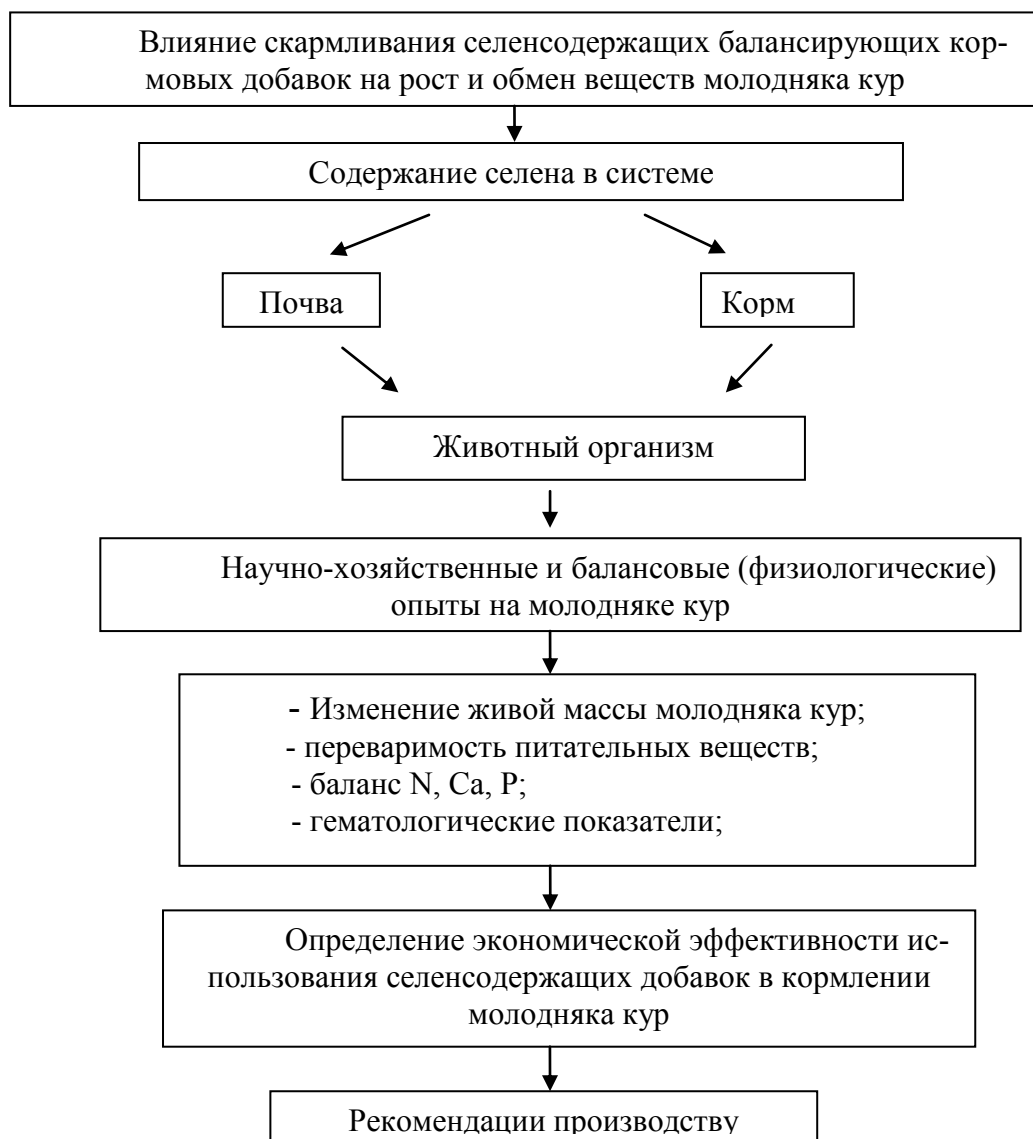 Влияние скармливания селенсодержащих балансирующих кор-
мовых добавок на рост и обмен веществ молодняка кур
Содержание селена в системе
Почва
Корм
Животный организм
Научно-хозяйственные и балансовые (физиологические)
опыты на молодняке кур
- Изменение живой массы молодняка кур;
- переваримость питательных веществ;
- баланс N, Ca, P;
- гематологические показатели;
Определение экономической эффективности ис-
пользования селенсодержащих добавок в кормлении
молодняка кур
Рекомендации производству